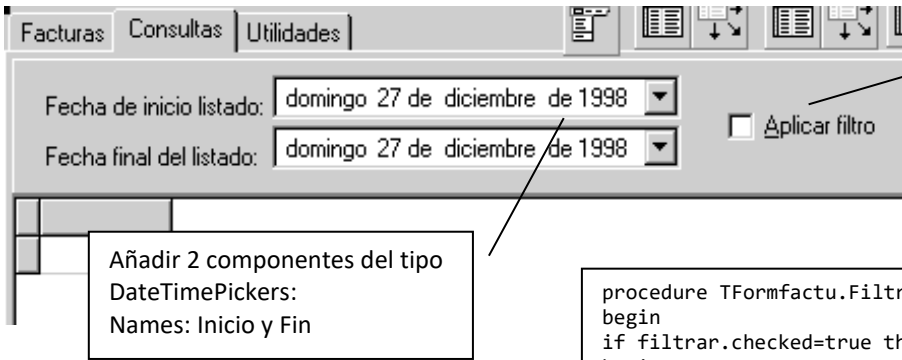 Facturas Consultas Utilidades
Fecha de inicio listado: domingo 27 de diciembre de 1998
Aplicar filtro
Fecha final del listado: domingo 27 de diciembre de 1998
Añadir 2 componentes del tipo
DateTimePickers:
Names: Inicio y Fin
procedure TFormfactu.Filtr
begin
if filtrar.checked=true th